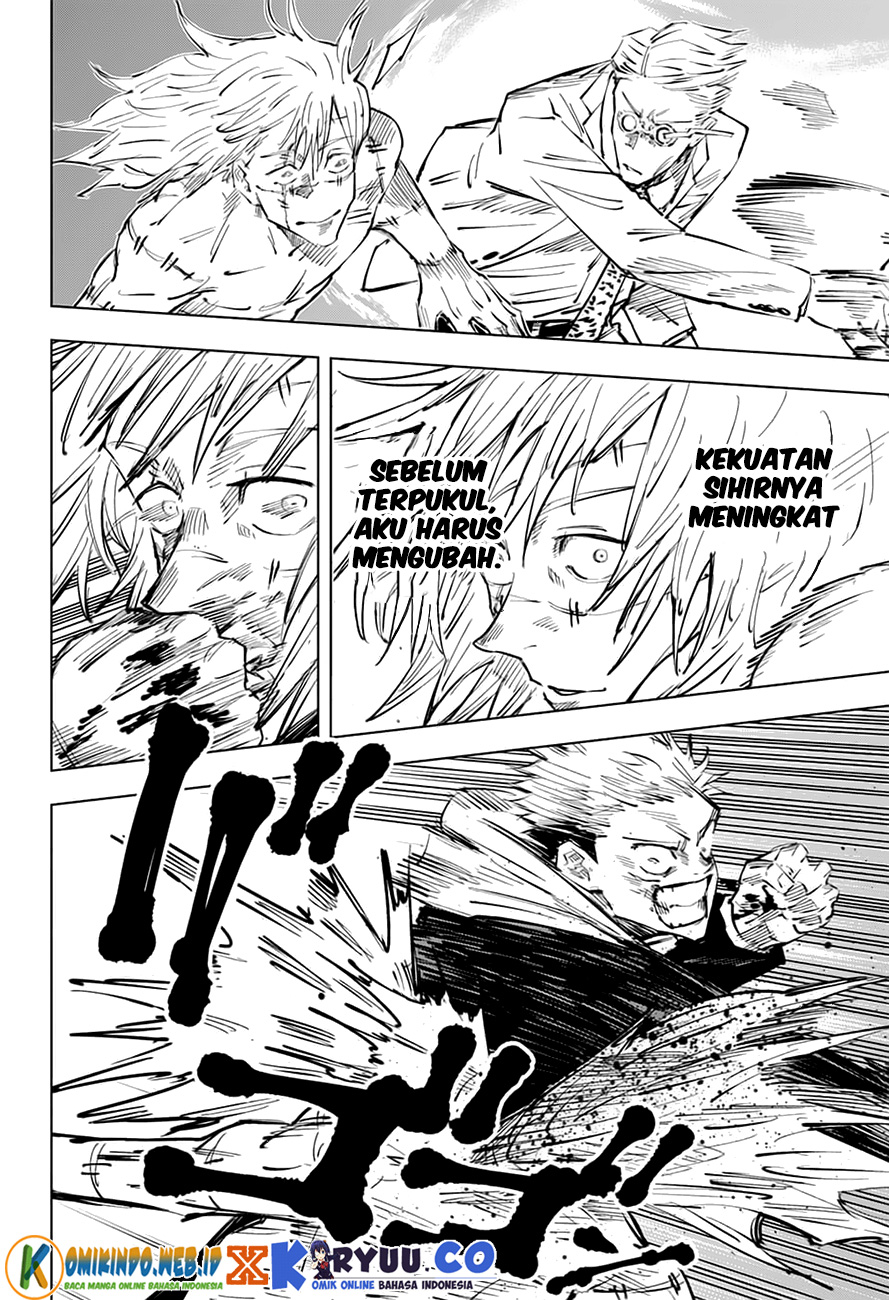 KEKUATAN
SIHIRNYA
MENINGKAT
SEBELUM
TERPUKUL,
AKU HARUS
MENGUBAH.
KOMIKINDO.WEB.ID X KIRYUU.CO
BACA MANGA ONLINE BAHASA INDONESIA
OMIK ONLINE BAHASA INDONESIA